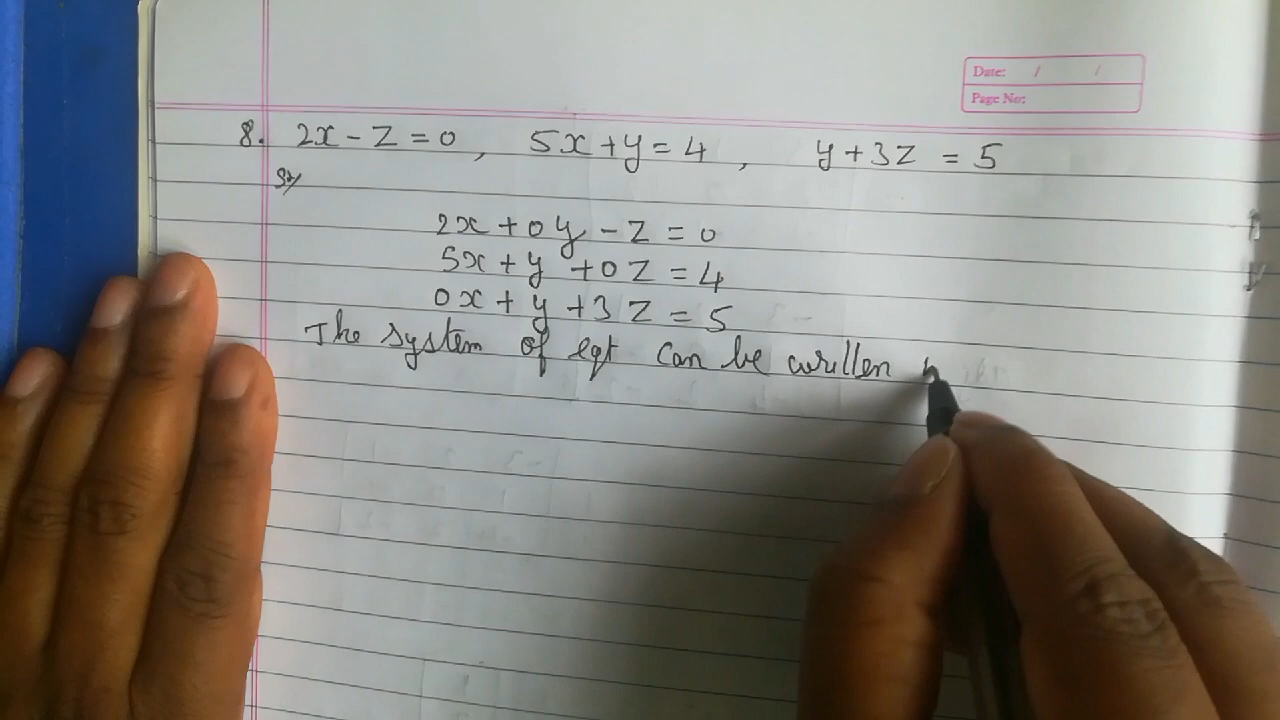 Date: / /
Page No:
8. 2x - z = 0 , 5x + y = 4 , y + 3z = 5
2x + 0y - z = 0
5x + y + 0z = 4
0x + y + 3z = 5
The system of eqt can be written